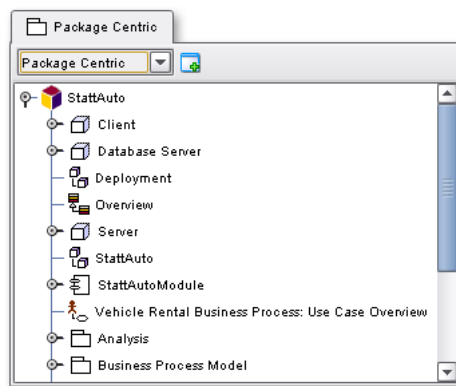 Package Centric
Package Centric
StattAuto
Client
Database Server
Deployment
Overview
Server
StattAuto
StattAutoModule
Vehicle Rental Business Process: Use Case Overview
Analysis
Business Process Model